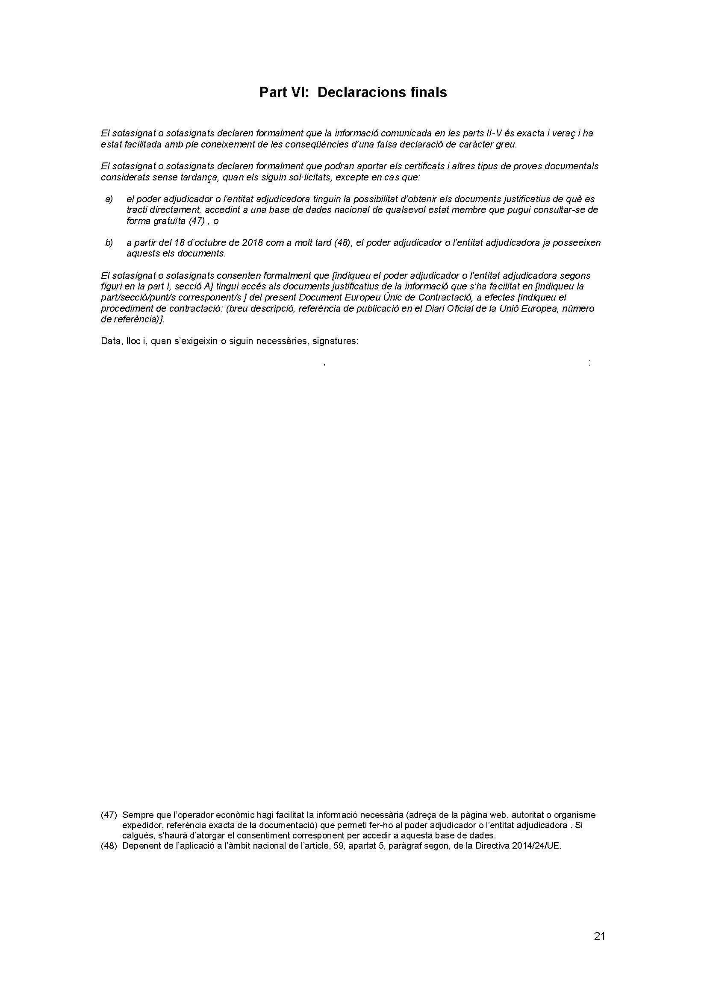 Part VI:  Declaracions finals
El sotasignat o sotasignats declaren formalment que la informació comunicada en les parts II-V és exacta i veraç i ha
estat facilitada amb ple coneixement de les conseqüències d’una falsa declaració de caràcter greu.
El sotasignat o sotasignats declaren formalment que podran aportar els certificats i altres tipus de proves documentals
considerats sense tardança, quan els siguin sol·licitats, excepte en cas que:
a) el poder adjudicador o l’entitat adjudicadora tinguin la possibilitat d’obtenir els documents justificatius de què es
tracti directament, accedint a una base de dades nacional de qualsevol estat membre que pugui consultar-se de
forma gratuïta (47) , o
b) a partir del 18 d’octubre de 2018 com a molt tard (48), el poder adjudicador o l’entitat adjudicadora ja posseeixen
aquests els documents.
El sotasignat o sotasignats consenten formalment que [indiqueu el poder adjudicador o l’entitat adjudicadora segons
figuri en la part I, secció A] tingui accés als documents justificatius de la informació que s’ha facilitat en [indiqueu la
part/secció/punt/s corresponent/s ] del present Document Europeu Únic de Contractació, a efectes [indiqueu el
procediment de contractació: (breu descripció, referència de publicació en el Diari Oficial de la Unió Europea, número
de referència)].
Data, lloc i, quan s’exigeixin o siguin necessàries, signatures:
, :
(47) Sempre que l’operador econòmic hagi facilitat la informació necessària (adreça de la pàgina web, autoritat o organisme
expedidor, referència exacta de la documentació) que permeti fer-ho al poder adjudicador o l’entitat adjudicadora . Si
calgués, s’haurà d’atorgar el consentiment corresponent per accedir a aquesta base de dades.
(48) Depenent de l’aplicació a l’àmbit nacional de l’article, 59, apartat 5, paràgraf segon, de la Directiva 2014/24/UE.
21